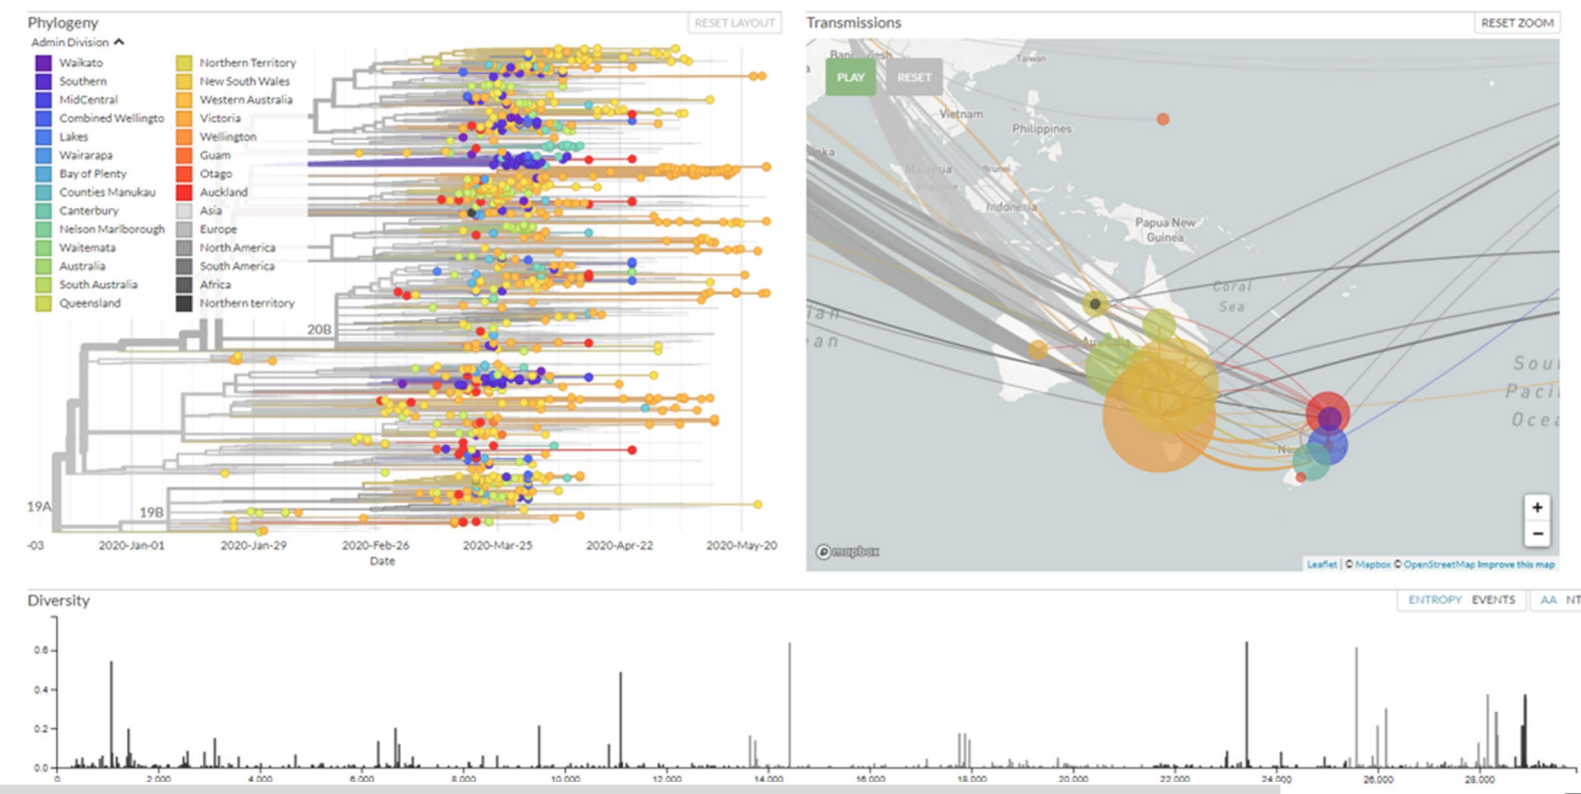 Phylogeny
RESET LAYOUT
Admin Division
Waikato
Southern
MidCentral
Combined Wellingto
Lakes
Wairarapa
Bay of Plenty
Counties Manukau
Canterbury
Nelson Marlborough
Waitemata
Australia
South Australia
Queensland
Northern Territory
New South Wales
Western Australia
Victoria
Wellington
Guam
Otago
Auckland
Asia
Europe
North America
South America
Africa
Northern territory
20B
19A
19B
-03
2020-Jan-01
2020-Jan-29
2020-Feb-26
2020-Mar-25
2020-Apr-22
2020-May-20
Date
Transmissions
RESET ZOOM
PLAY
RESET
Taiwan
Vietnam
Philippines
nka
Malaysia
Brunei
Indonesia
Papua New
Guinea
Coral
Sea
ian
ean
Sou
Paci
Ocea
+
−
mapbox
Leaflet | © Mapbox © OpenStreetMap Improve this map
Diversity
ENTROPY EVENTS
AA NT
0.6
0.4
0.2
0.0
0
2,000
4,000
6,000
8,000
10,000
12,000
14,000
16,000
18,000
20,000
22,000
24,000
26,000
28,000